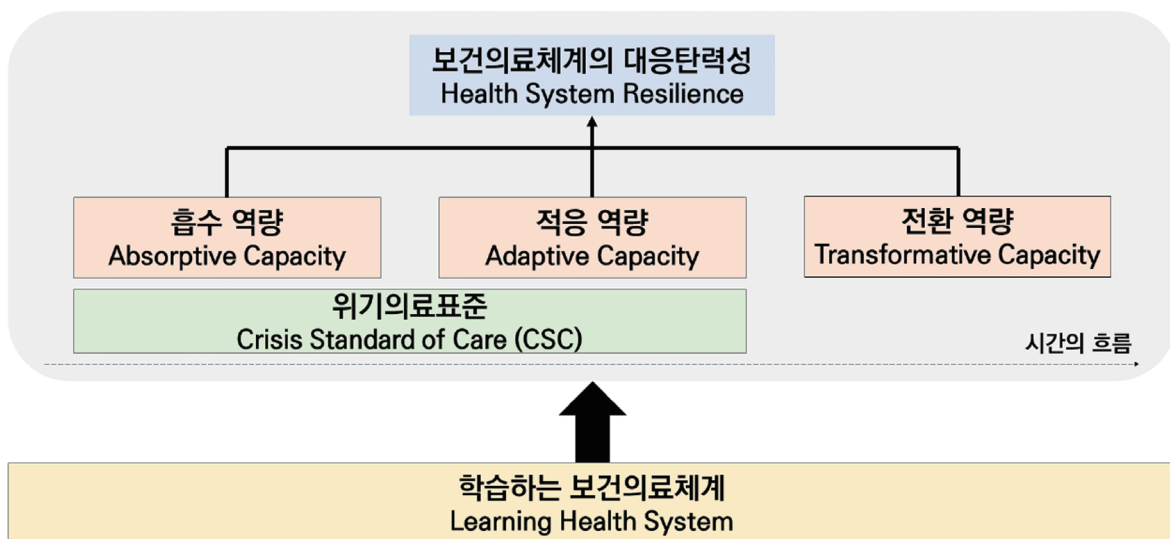 보건의료체계의 대응탄력성
Health System Resilience
흡수 역량
Absorptive Capacity
적응 역량
Adaptive Capacity
전환 역량
Transformative Capacity
위기의료표준
Crisis Standard of Care (CSC)
시간의 흐름
학습하는 보건의료체계
Learning Health System